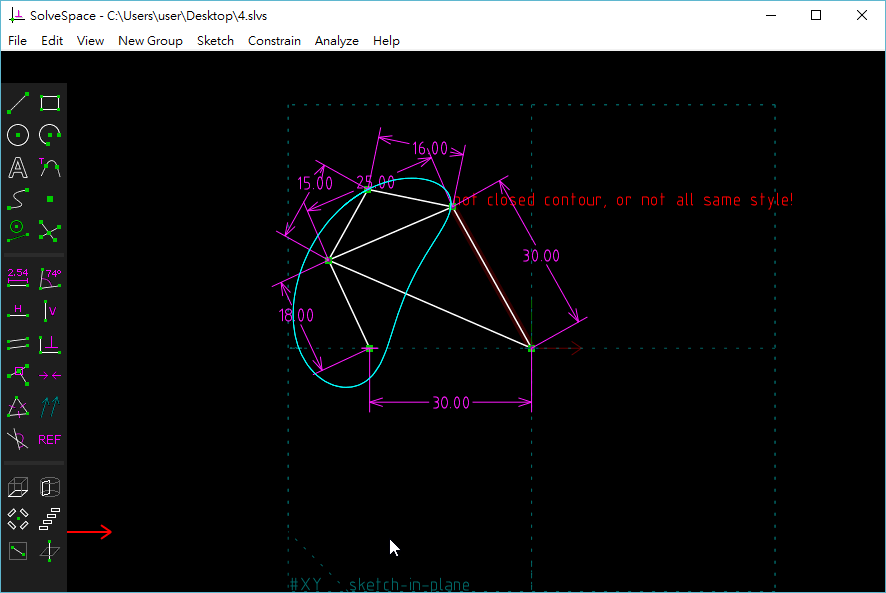 SolveSpace - C:\Users\user\Desktop\4.slvs
File Edit View New Group Sketch Constrain Analyze Help
A T
2.54 74°
H V
REF
16.00
15.00 25.00
not closed contour, or not all same style!
30.00
18.00
30.00
#XY sketch-in-plane